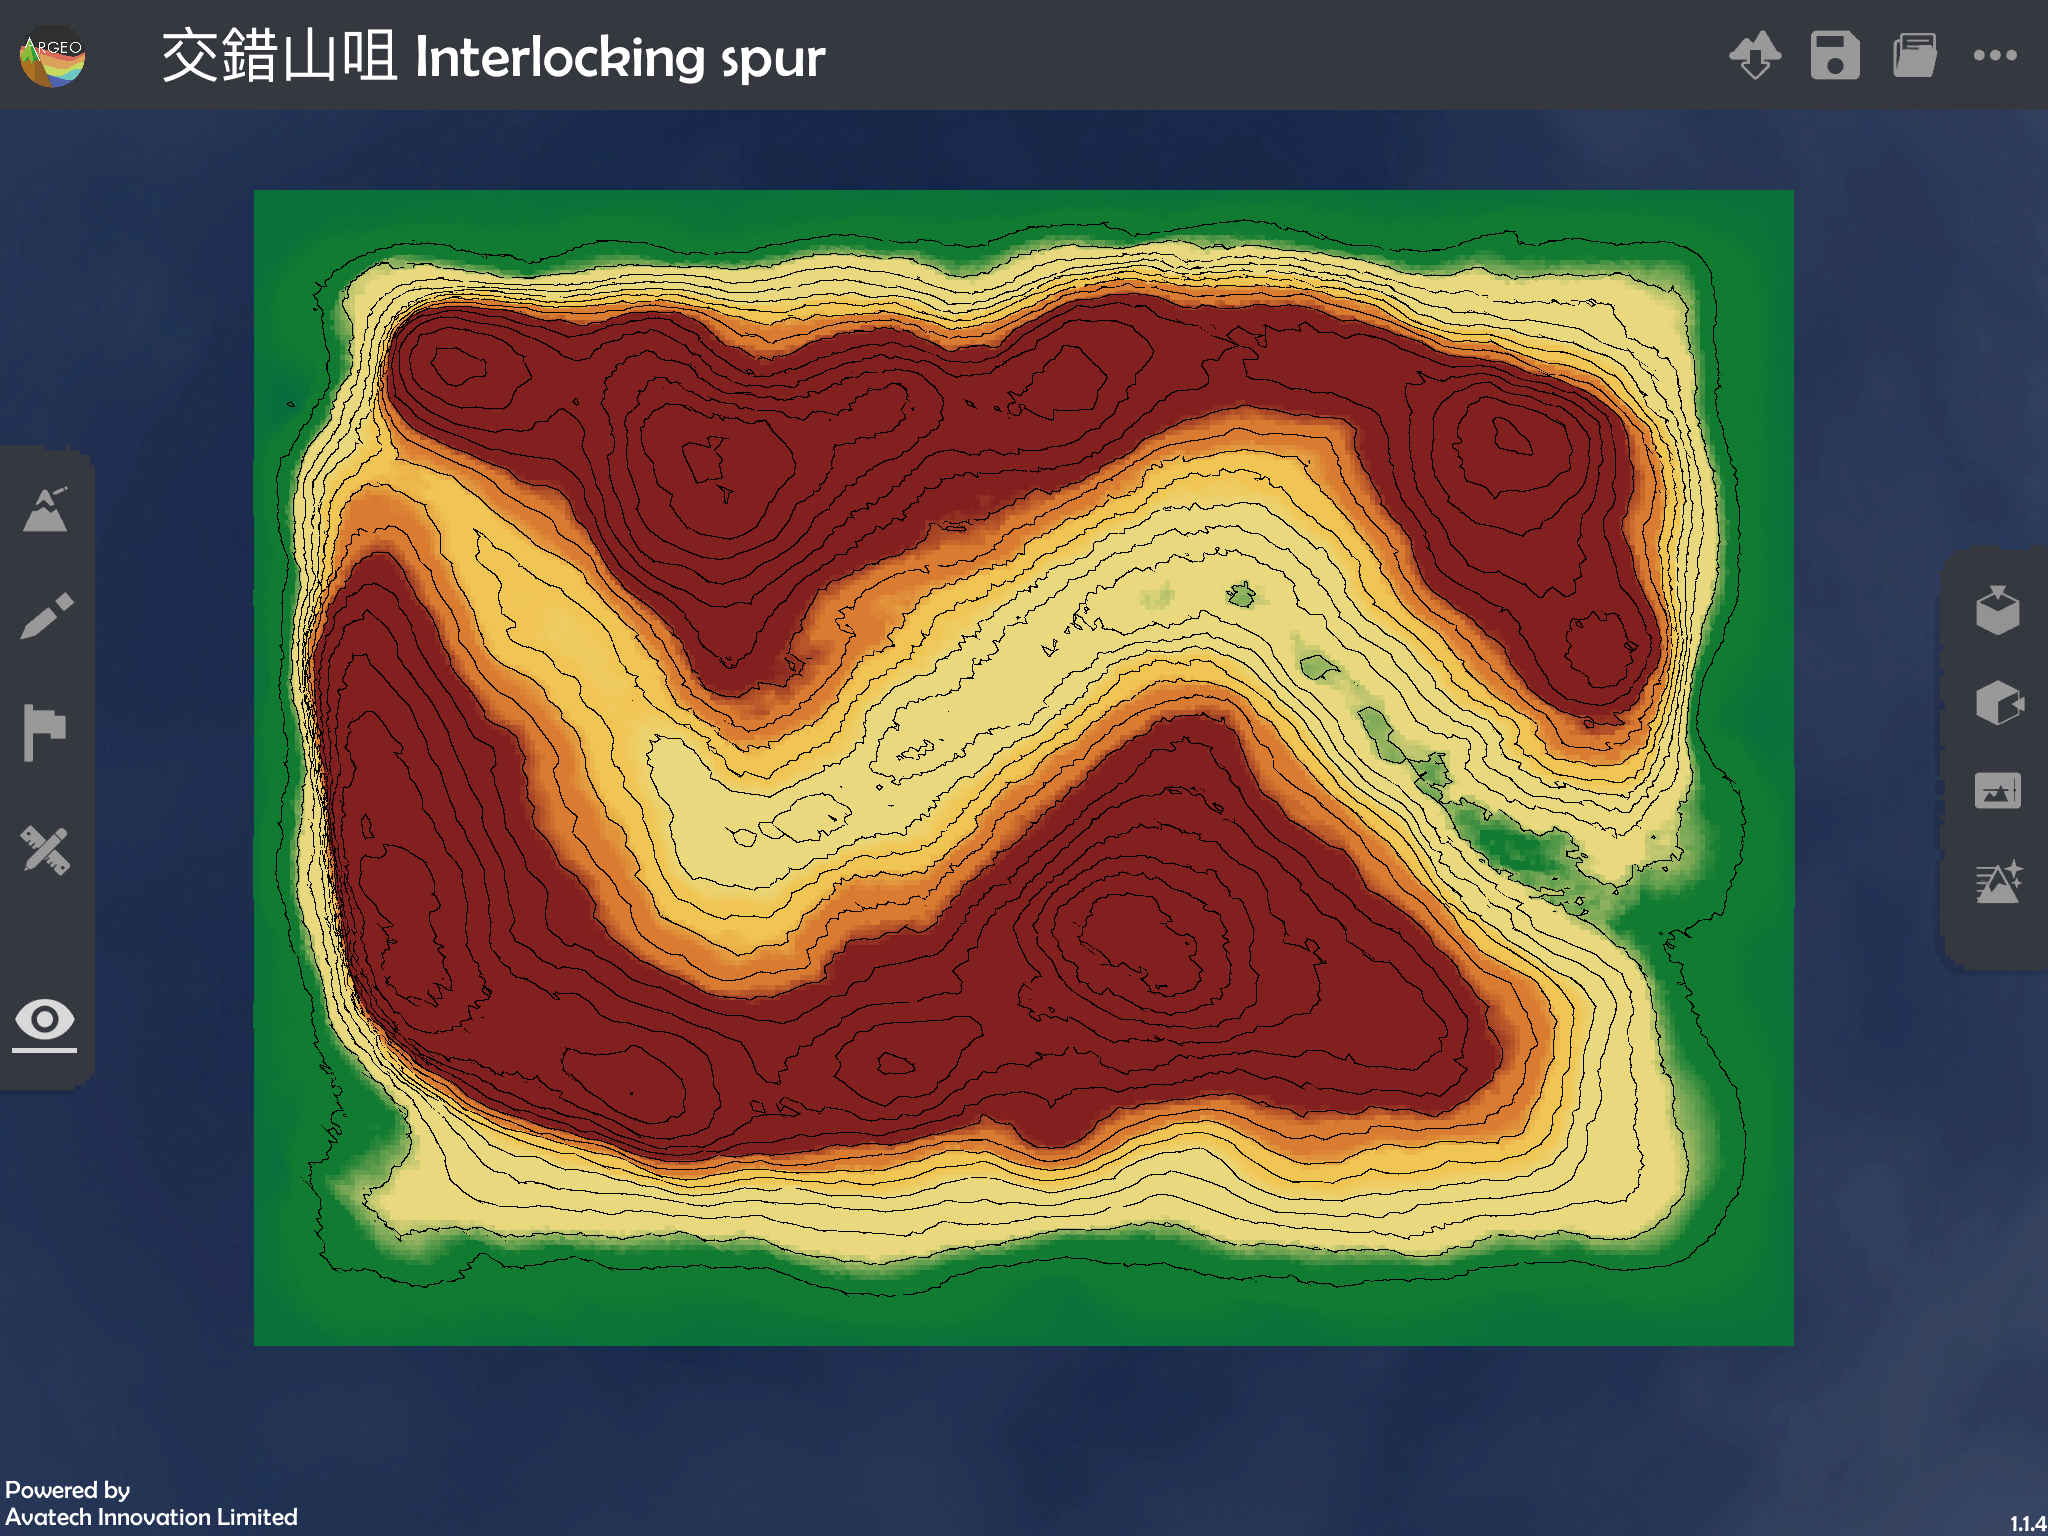 ARGEO
交錯山咀 Interlocking spur
Powered by
Avatech Innovation Limited
1.1.4